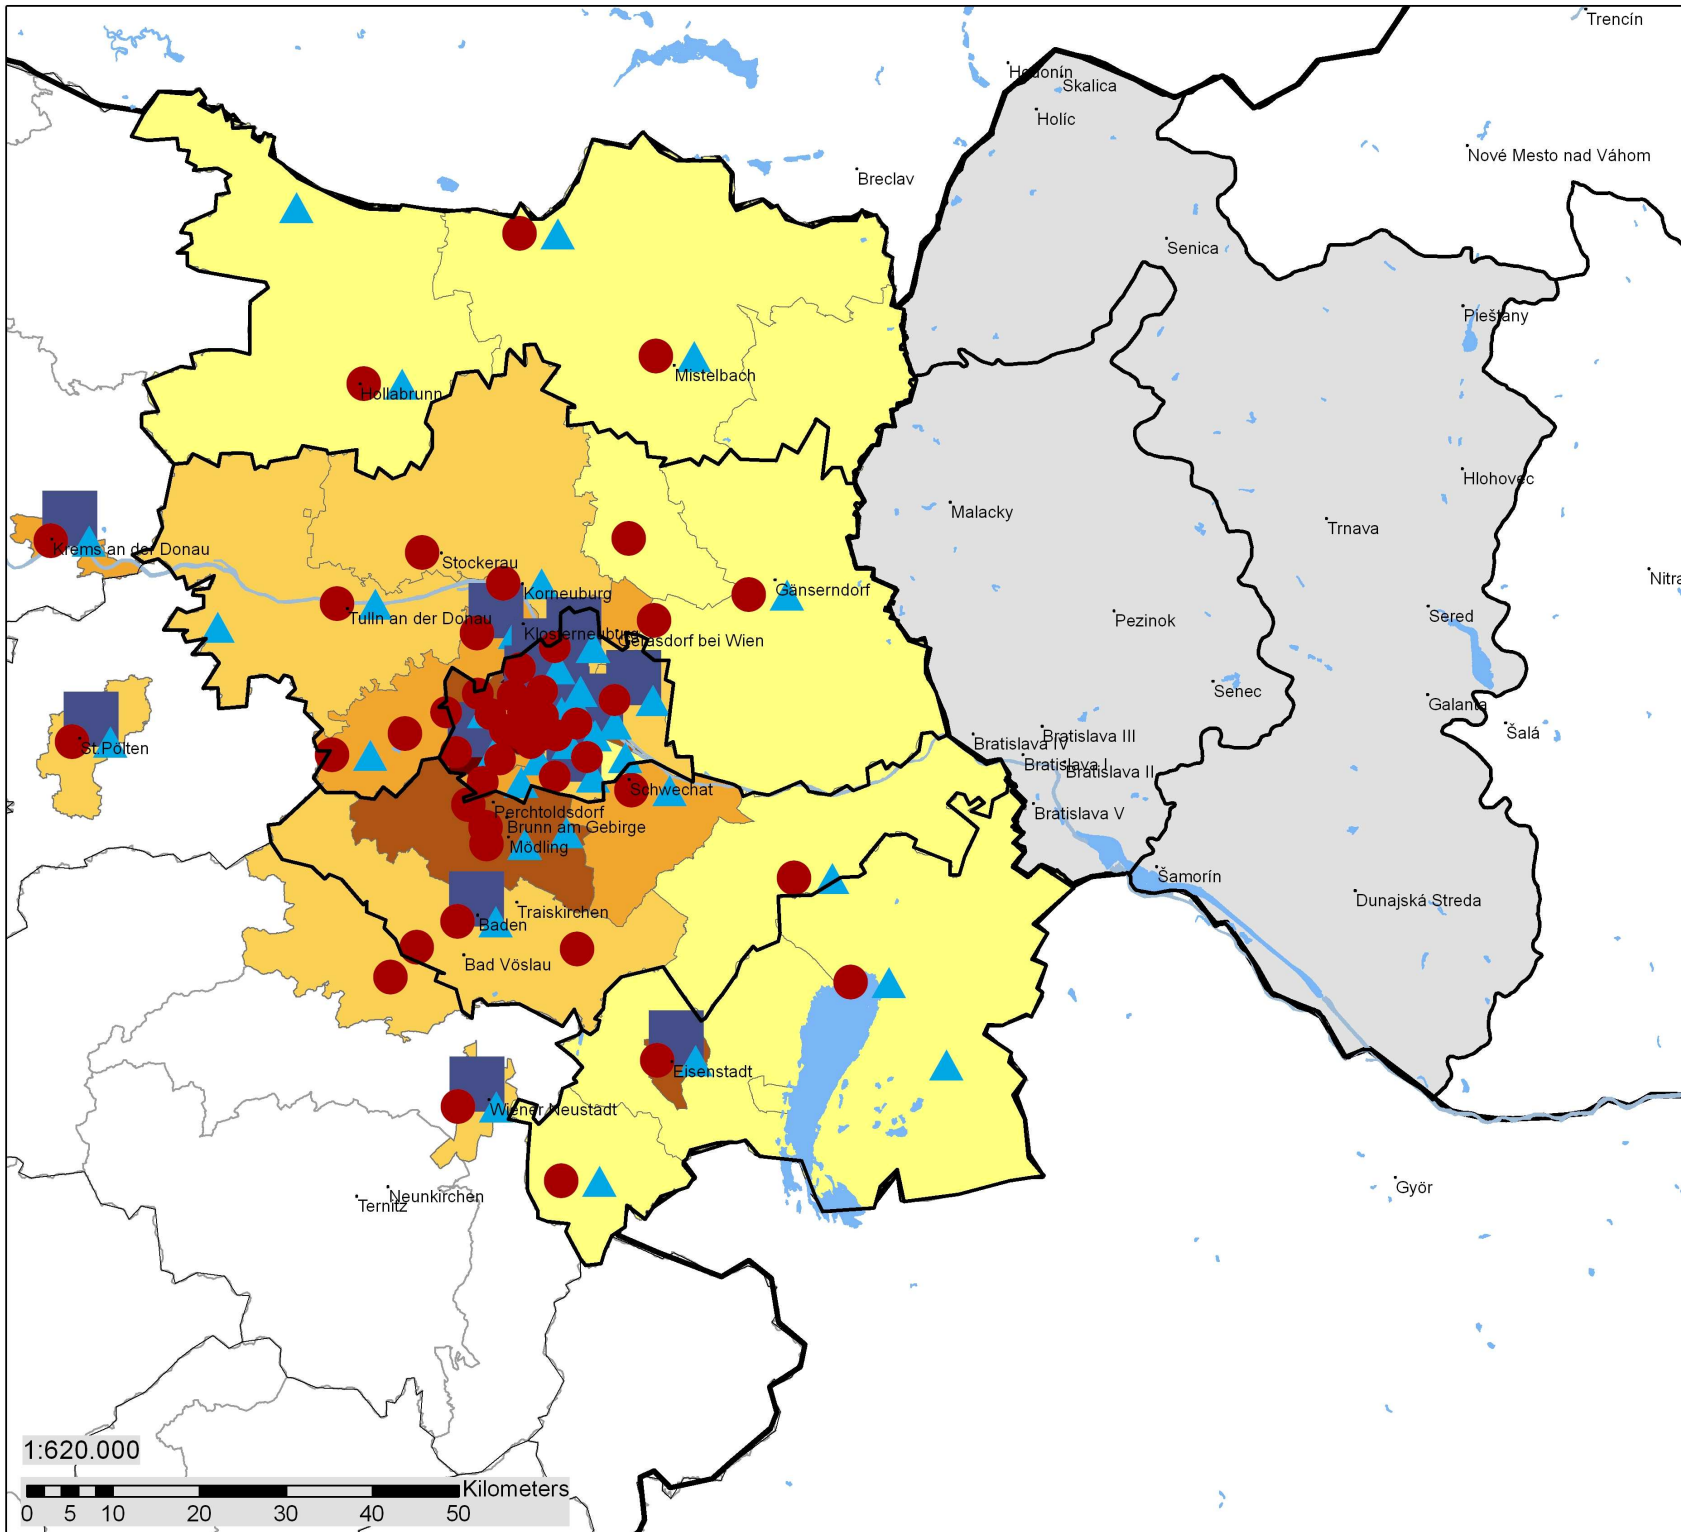 Trencín
Hodonín
Skalica
Holíc
Nové Mesto nad Váhom
Breclav
Senica
Pieštany
Mistelbach
Hollabrunn
Hlohovec
Malacky
Trnava
Krems an der Donau
Stockerau
Nitra
Gänserndorf
Korneuburg
Sered
Tulln an der Donau
Pezinok
Klosterneuburg
Gerasdorf bei Wien
Senec
Galanta
Šalá
Bratislava III
Bratislava IV
St.Pölten
Bratislava I
Bratislava II
Schwechat
Perchtoldsdorf
Bratislava V
Brunn am Gebirge
Mödling
Šamorín
Dunajská Streda
Traiskirchen
Baden
Bad Vöslau
Eisenstadt
Wiener Neustadt
Győr
Neunkirchen
Ternitz
1:620.000
Kilometers
0 5 10 20 30 40 50